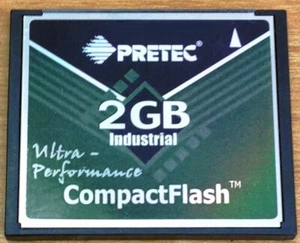 PRETEC®
2GB
Industrial
Ultra -
Performance
CompactFlash™